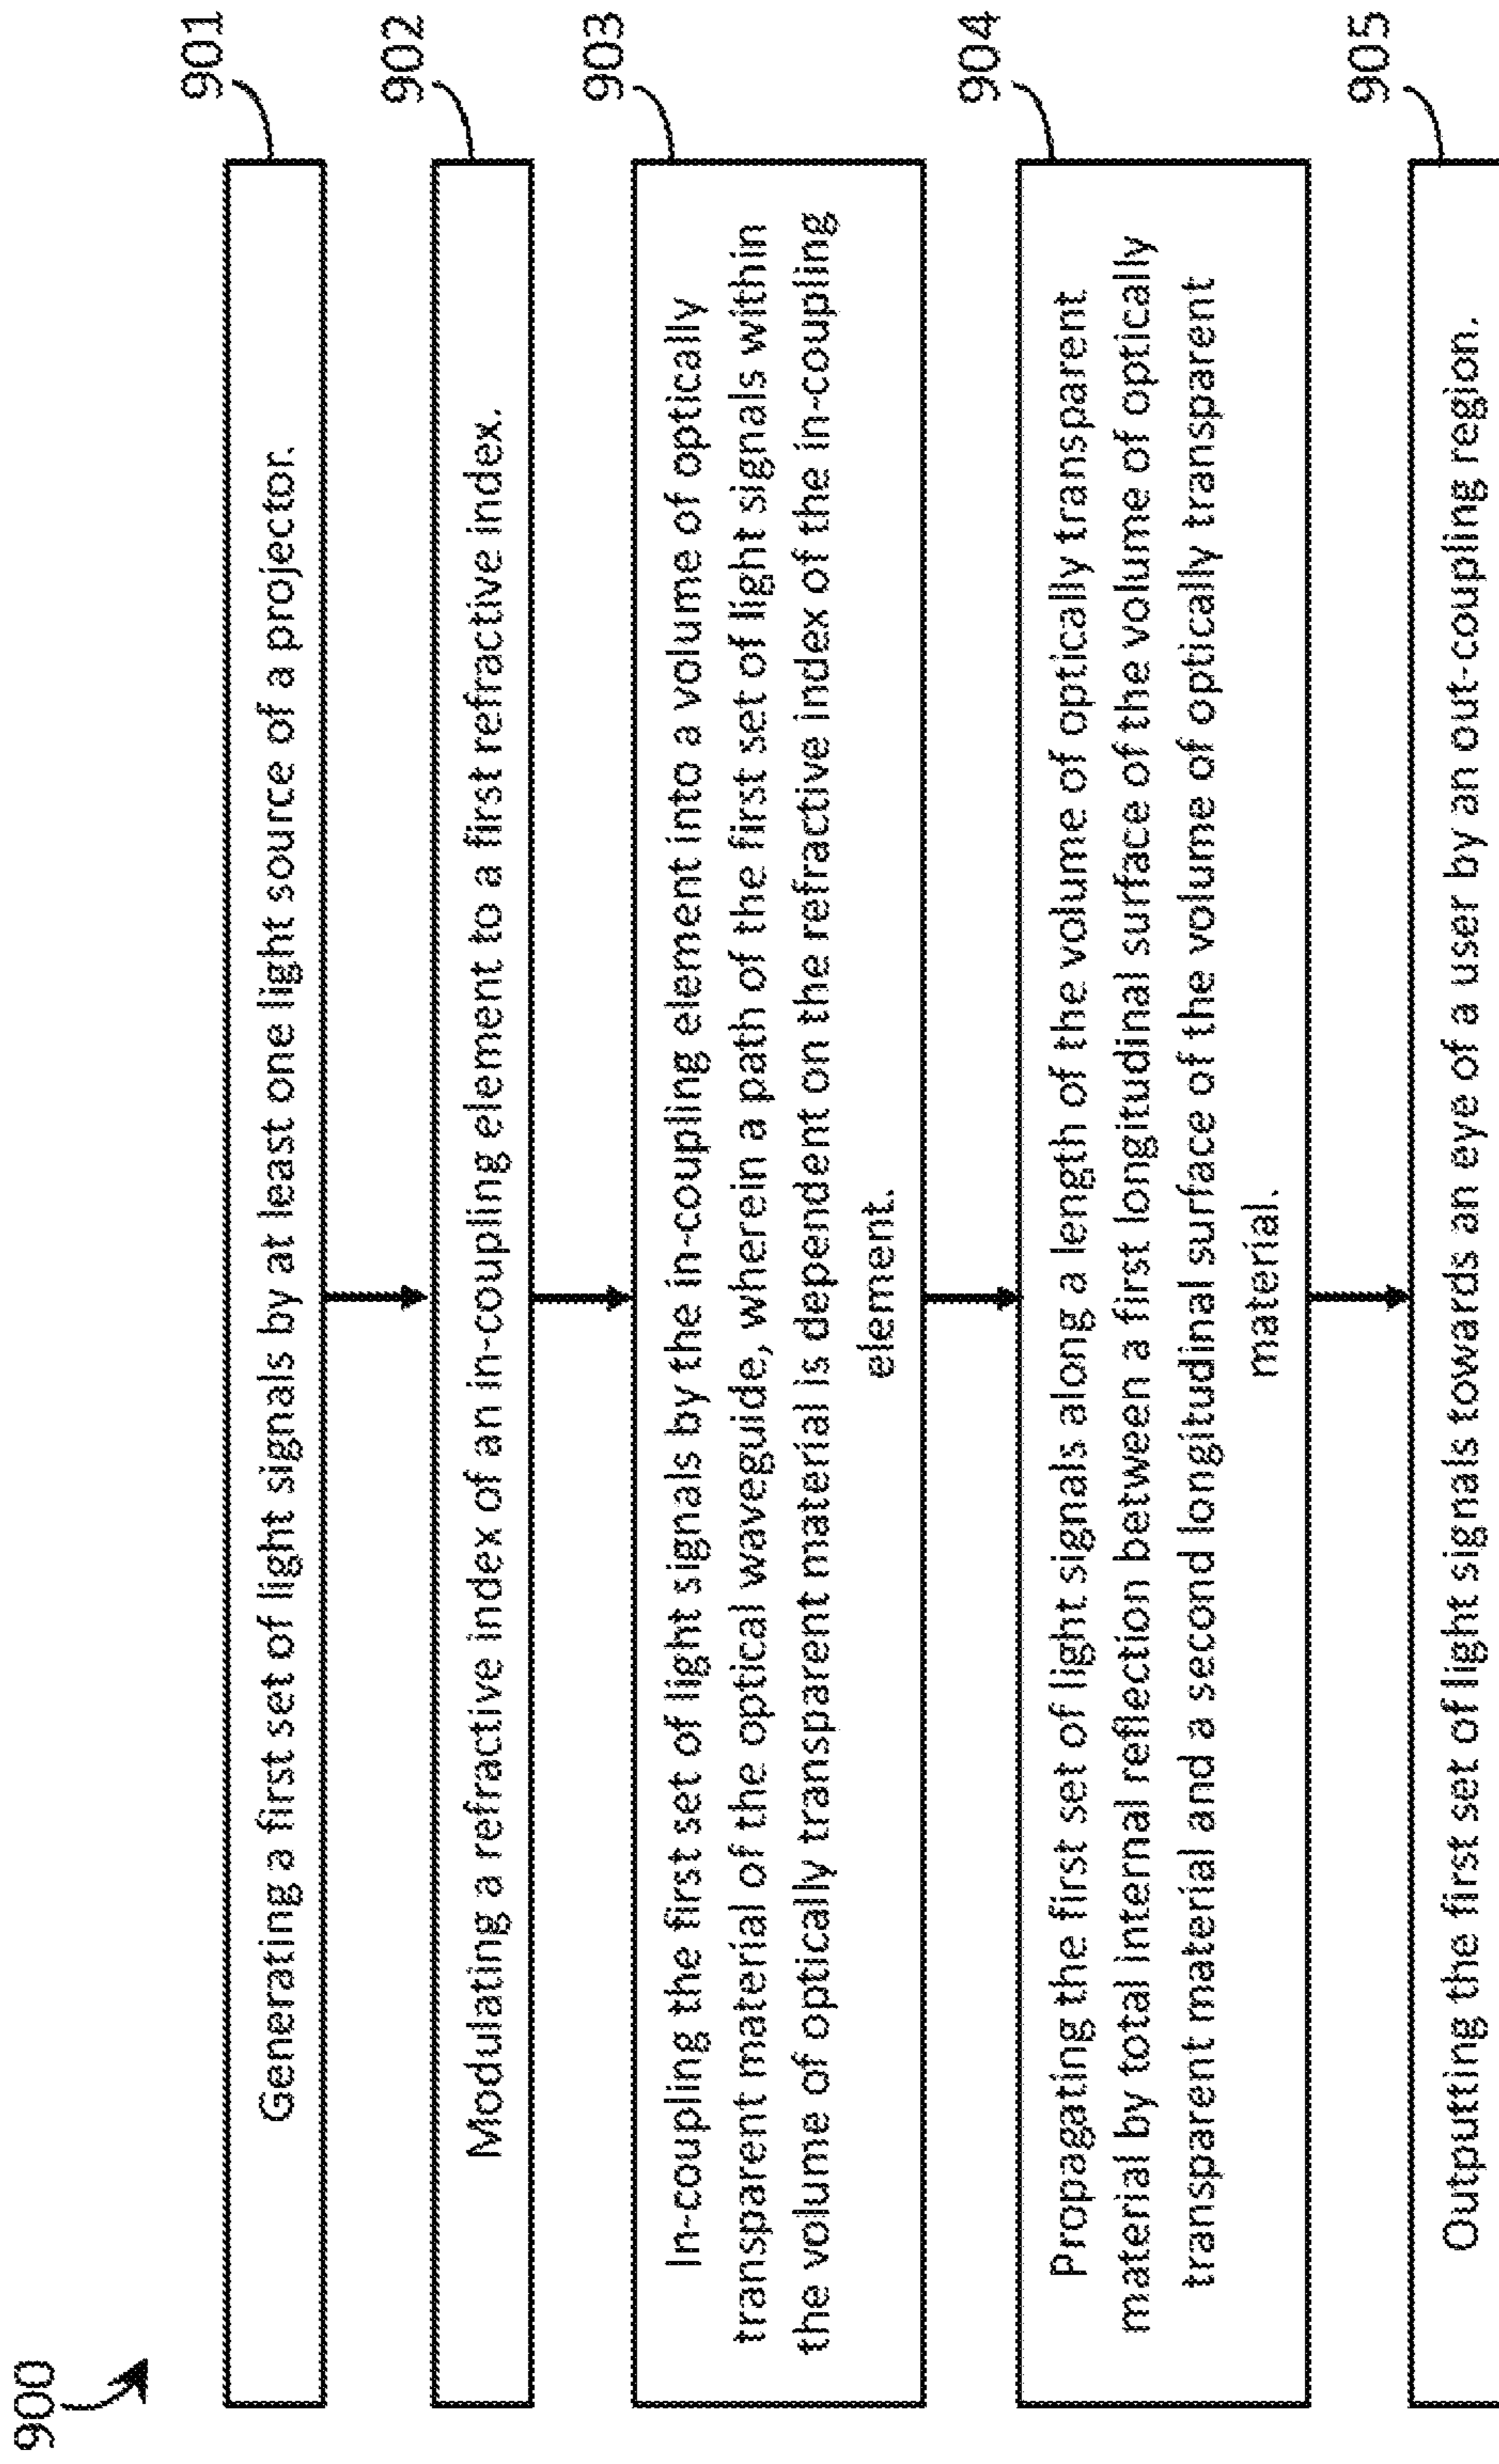 900
901
Generating a first set of light signals by at least one light source of a projector.
902
Modulating a refractive index of an in-coupling element to a first refractive index.
903
In-coupling the first set of light signals by the in-coupling element into a volume of optically
transparent material of the optical waveguide, wherein a path of the first set of light signals within
the volume of optically transparent material is dependent on the refractive index of the in-coupling
element.
904
Propagating the first set of light signals along a length of the volume of optically transparent
material by total internal reflection between a first longitudinal surface of the volume of optically
transparent material and a second longitudinal surface of the volume of optically transparent
material.
905
Outputting the first set of light signals towards an eye of a user by an out-coupling region.